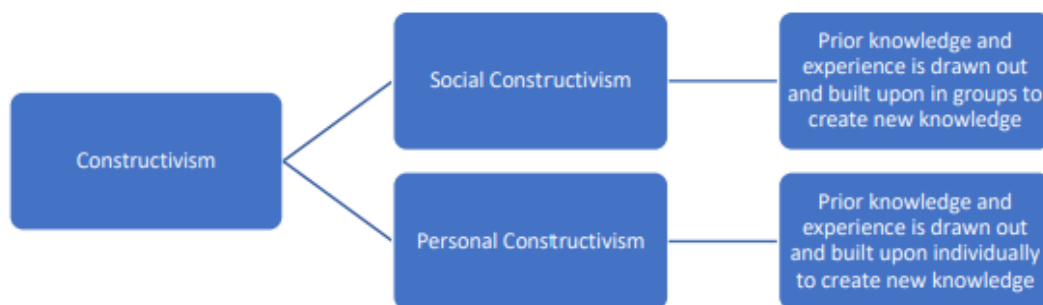 Constructivism
Social Constructivism
Prior knowledge and
experience is drawn out
and built upon in groups to
create new knowledge
Personal Constructivism
Prior knowledge and
experience is drawn out
and built upon individually
to create new knowledge